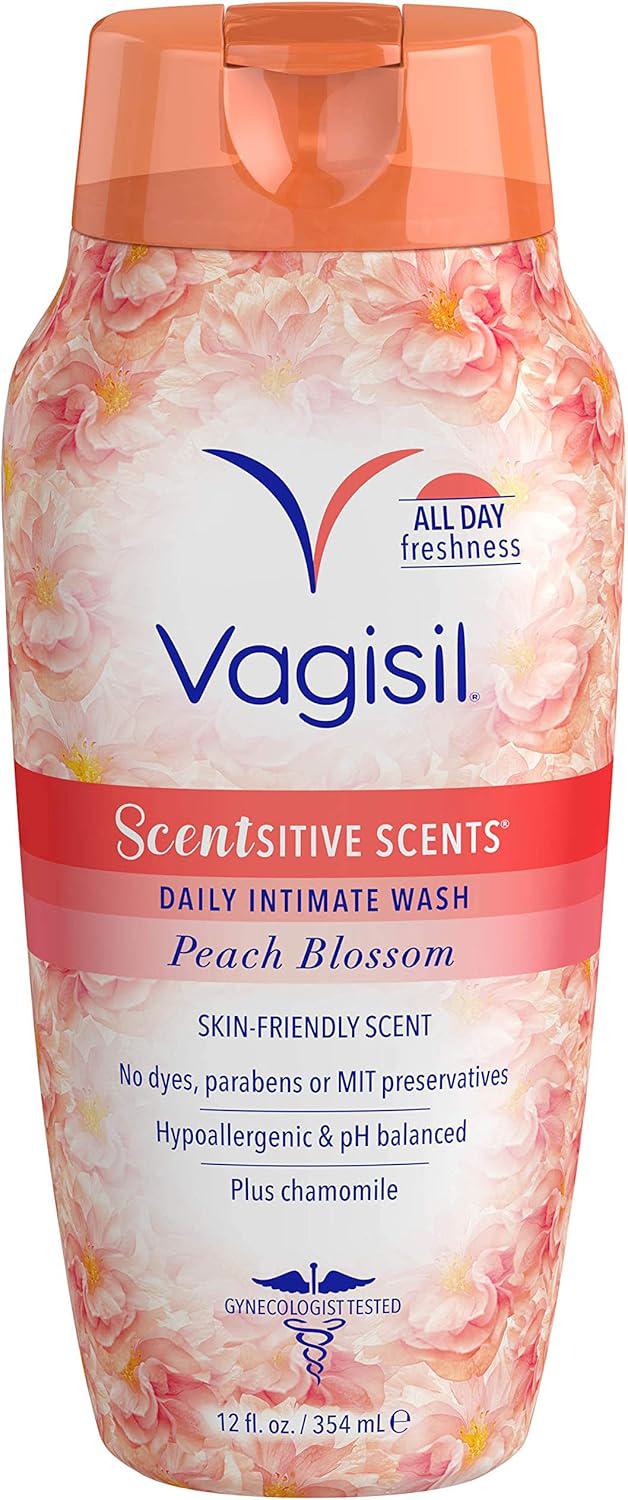 ALL DAY
freshness
Vagisil®
Scentsitive Scents®
DAILY INTIMATE WASH
Peach Blossom
SKIN-FRIENDLY SCENT
No dyes, parabens or MIT preservatives
Hypoallergenic & pH balanced
Plus chamomile
GYNECOLOGIST TESTED
12 fl. oz. / 354 mL ℮